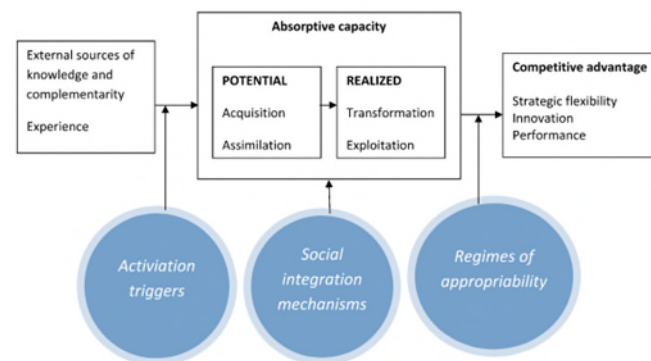 Absorptive capacity
External sources of
knowledge and
complementarity
Experience
POTENTIAL
Acquisition
Assimilation
REALIZED
Transformation
Exploitation
Competitive advantage
Strategic flexibility
Innovation
Performance
Activiation
triggers
Social
integration
mechanisms
Regimes of
appropriability